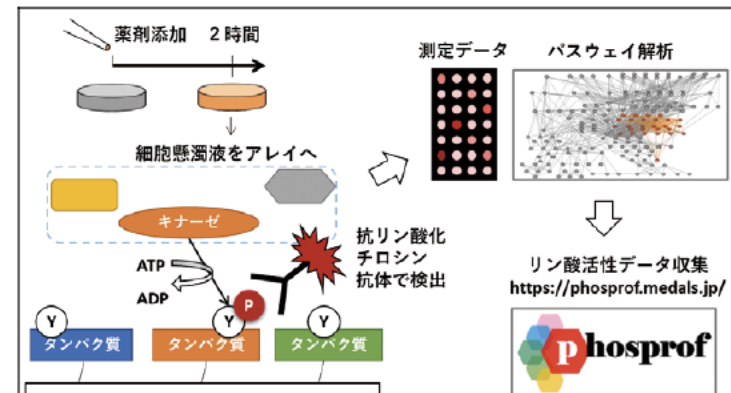 薬剤添加 2時間
細胞懸濁液をアレイへ
キナーゼ
ATP
ADP
抗リン酸化
チロシン
抗体で検出
P
Y
Y
Y
タンパク質
タンパク質
タンパク質
測定データ
パスウェイ解析
リン酸活性データ収集
https://phosprof.medals.jp/
phosprof